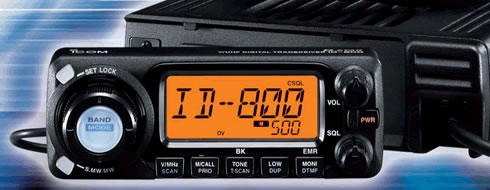 ICOM
V/UHF DIGITAL TRANSCEIVER
SET LOCK
CSQL
ID-800
500
DV
BAND
MODE
VOL
PWR
SQL
S.MW MW
BK
EMR
V/MHz
SCAN
M/CALL
PRIO
TONE
T-SCAN
LOW
DUP
MONI
DTMF